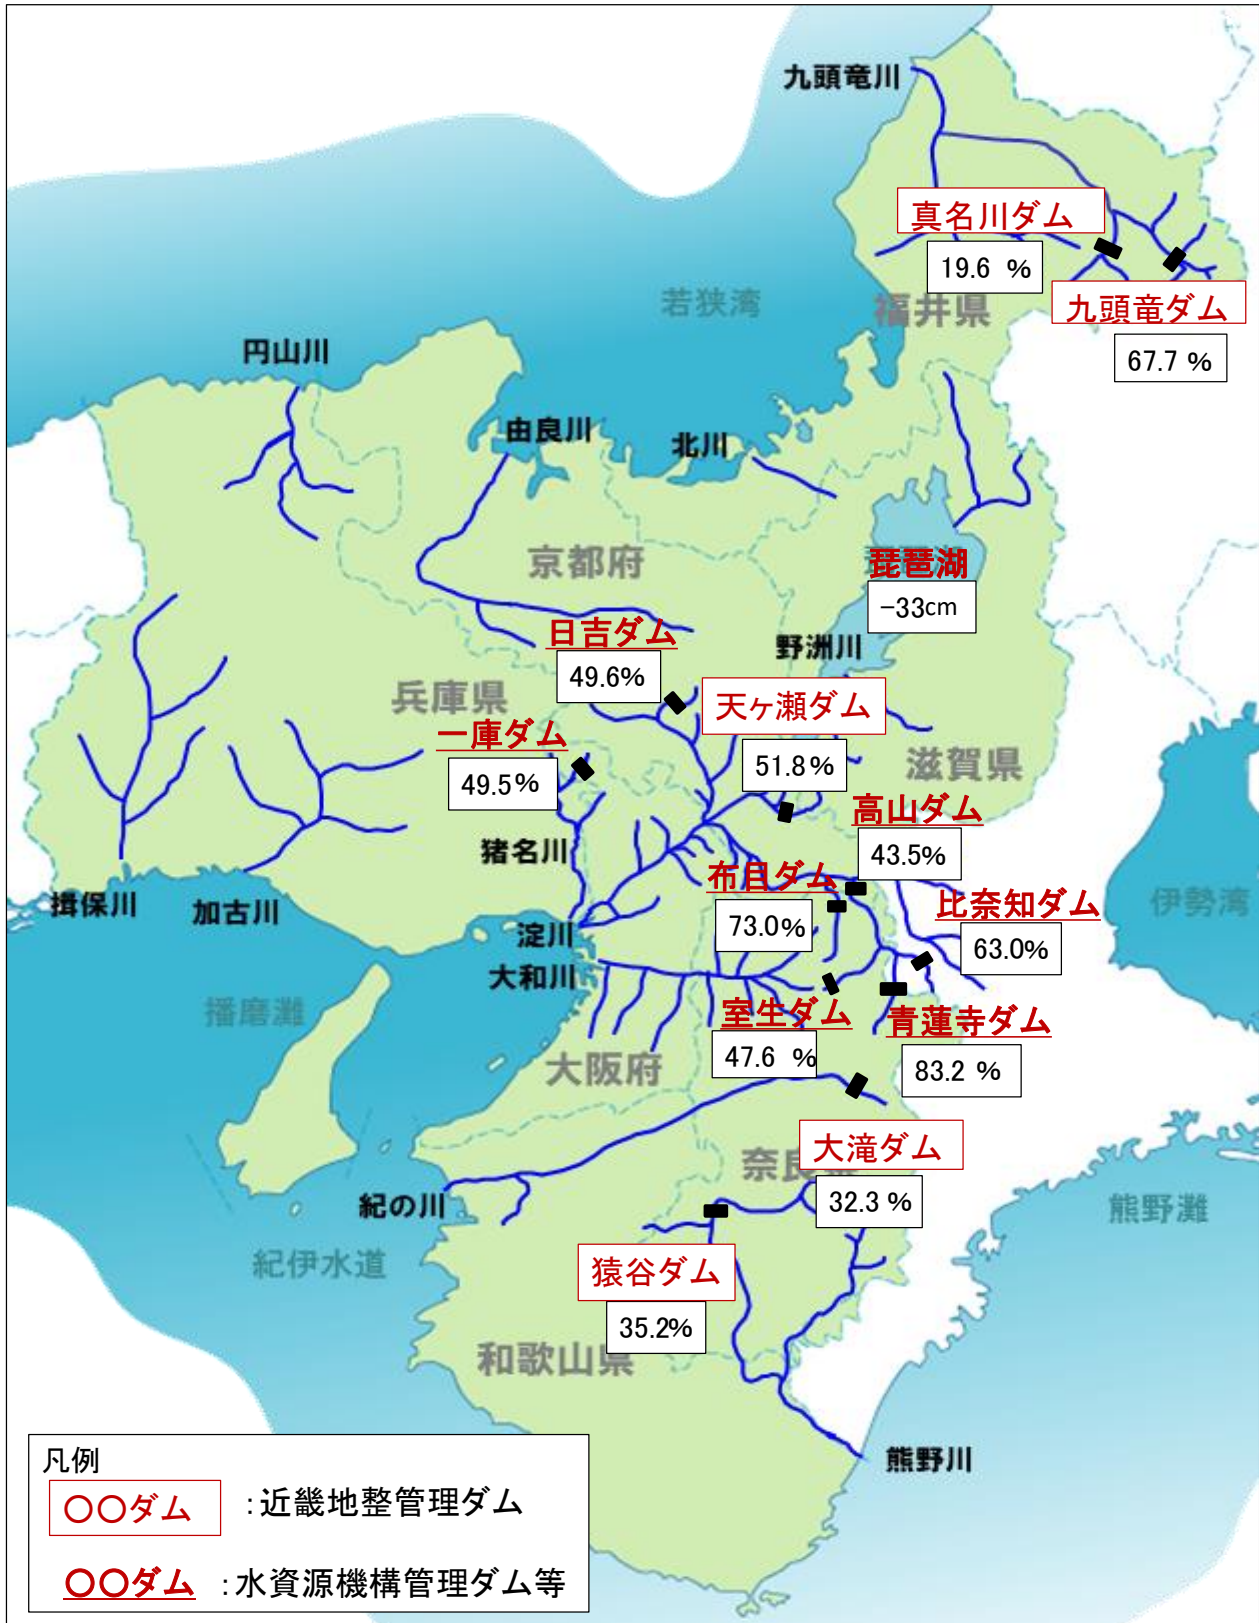 九頭竜川
真名川ダム
19.6 %
九頭竜ダム
67.7 %
若狭湾
福井県
円山川
由良川
北川
京都府
琵琶湖
-33cm
日吉ダム
49.6%
野洲川
兵庫県
天ヶ瀬ダム
51.8%
一庫ダム
49.5%
滋賀県
高山ダム
43.5%
猪名川
布目ダム
73.0%
比奈知ダム
63.0%
伊勢湾
揖保川
加古川
淀川
大和川
播磨灘
室生ダム
47.6 %
青蓮寺ダム
83.2 %
大阪府
大滝ダム
32.3 %
奈良県
紀の川
熊野灘
紀伊水道
猿谷ダム
35.2%
和歌山県
熊野川
凡例
〇〇ダム :近畿地整管理ダム
〇〇ダム :水資源機構管理ダム等